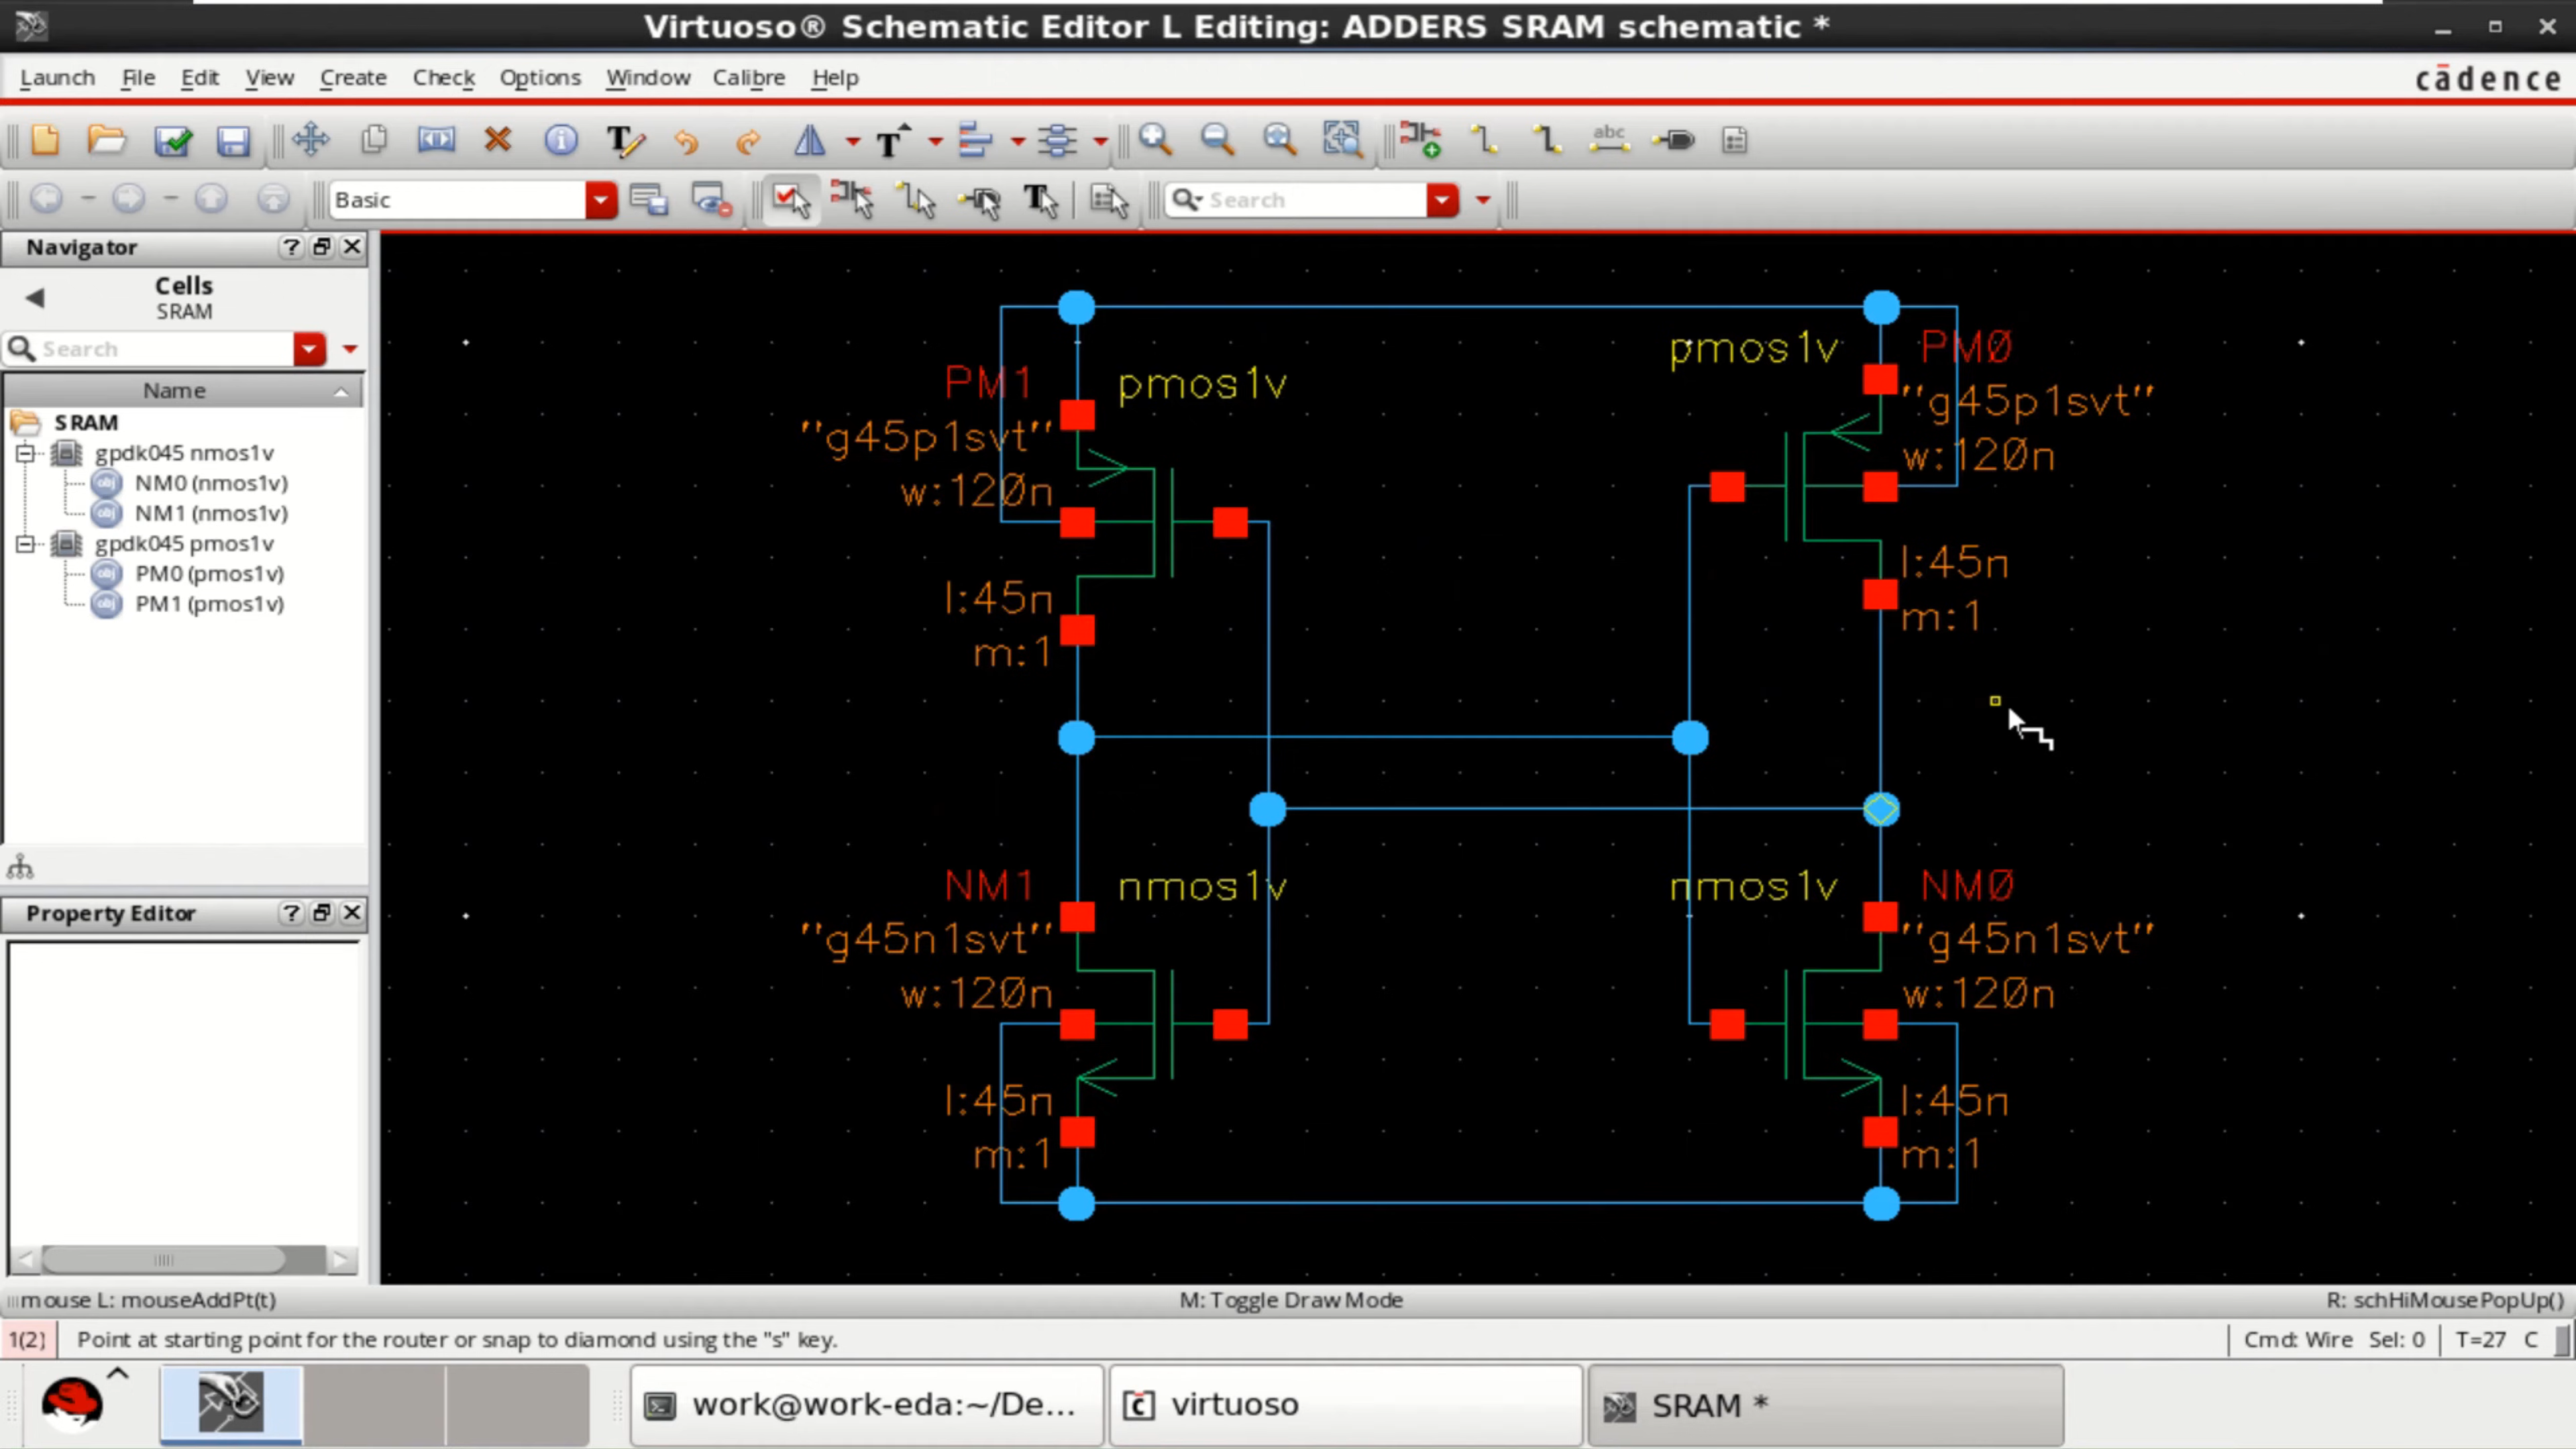 Virtuoso® Schematic Editor L Editing: ADDERS SRAM schematic *
Launch File Edit View Create Check Options Window Calibre Help
cādence
abc
Basic
Search
Navigator
Cells
SRAM
Search
Name
SRAM
gpdk045 nmos1v
NM0 (nmos1v)
NM1 (nmos1v)
gpdk045 pmos1v
PM0 (pmos1v)
PM1 (pmos1v)
Property Editor
PM1
pmos1v
"g45p1svt"
w:120n
l:45n
m:1
pmos1v
PM0
"g45p1svt"
w:120n
l:45n
m:1
NM1
nmos1v
"g45n1svt"
w:120n
l:45n
m:1
nmos1v
NM0
"g45n1svt"
w:120n
l:45n
m:1
mouse L: mouseAddPt(t)
M: Toggle Draw Mode
R: schHiMousePopUp()
1(2)
Point at starting point for the router or snap to diamond using the "s" key.
Cmd: Wire Sel: 0
T=27 C
work@work-eda:~/De...
virtuoso
SRAM *